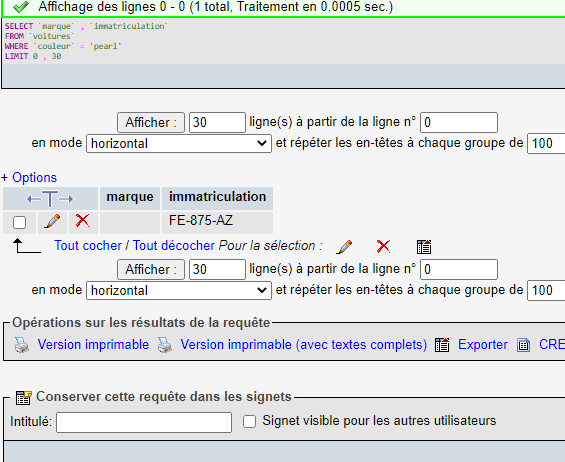 Affichage des lignes 0 - 0 (1 total, Traitement en 0.0005 sec.)
SELECT `marque` , `immatriculation`
FROM `voitures`
WHERE `couleur` = 'pearl'
LIMIT 0 , 30
Afficher : 30 ligne(s) à partir de la ligne n° 0
en mode horizontal et répéter les en-têtes à chaque groupe de 100
+ Options
←T→ marque immatriculation
FE-875-AZ
Tout cocher / Tout décocher Pour la sélection :
Afficher : 30 ligne(s) à partir de la ligne n° 0
en mode horizontal et répéter les en-têtes à chaque groupe de 100
Opérations sur les résultats de la requête
Version imprimable Version imprimable (avec textes complets) Exporter CRE
Conserver cette requête dans les signets
Intitulé: Signet visible pour les autres utilisateurs